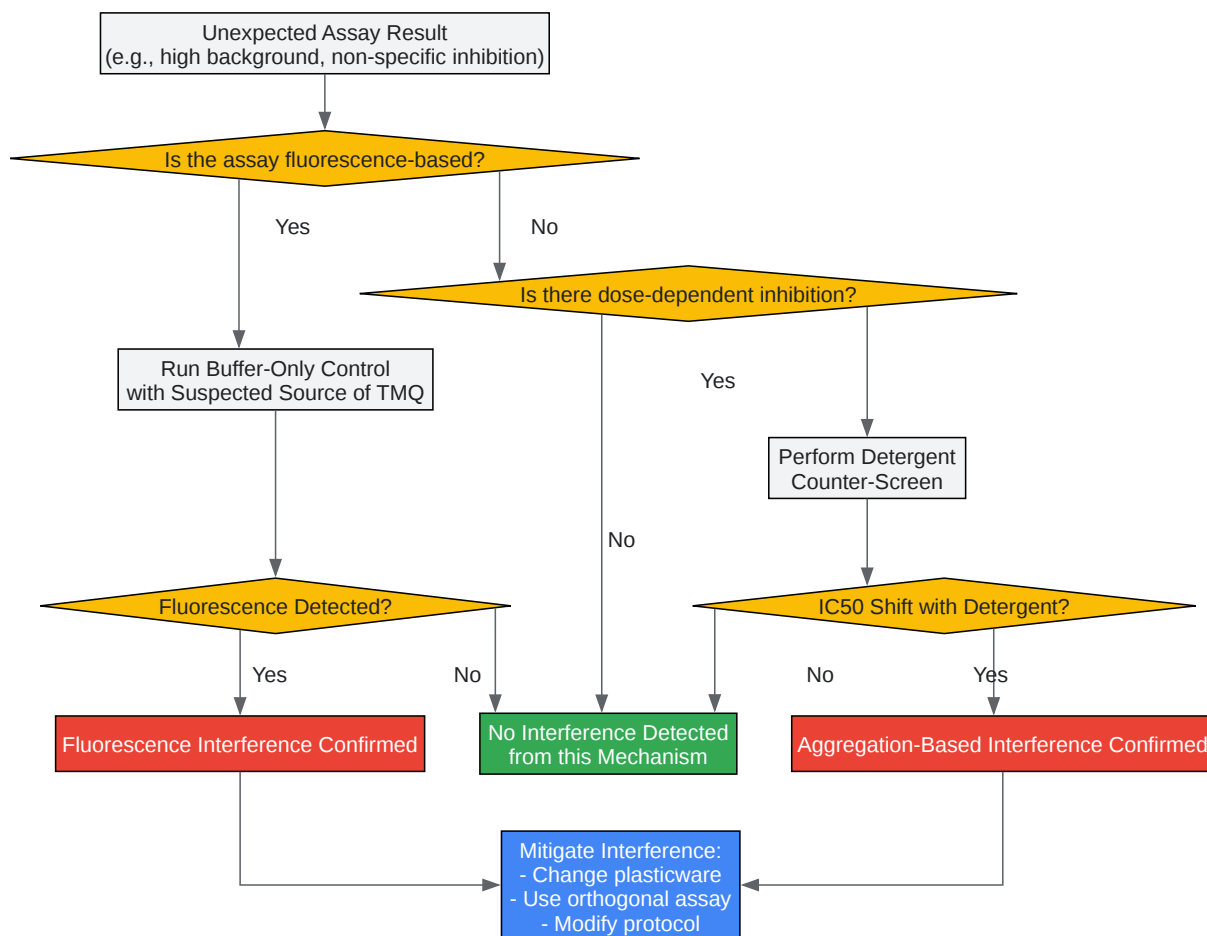 Unexpected Assay Result
(e.g., high background, non-specific inhibition)
Is the assay fluorescence-based?
Yes
No
Is there dose-dependent inhibition?
Run Buffer-Only Control
with Suspected Source of TMQ
Yes
Perform Detergent
Counter-Screen
No
Fluorescence Detected?
IC50 Shift with Detergent?
Yes
No
No
Yes
Fluorescence Interference Confirmed
No Interference Detected
from this Mechanism
Aggregation-Based Interference Confirmed
Mitigate Interference:
- Change plasticware
- Use orthogonal assay
- Modify protocol